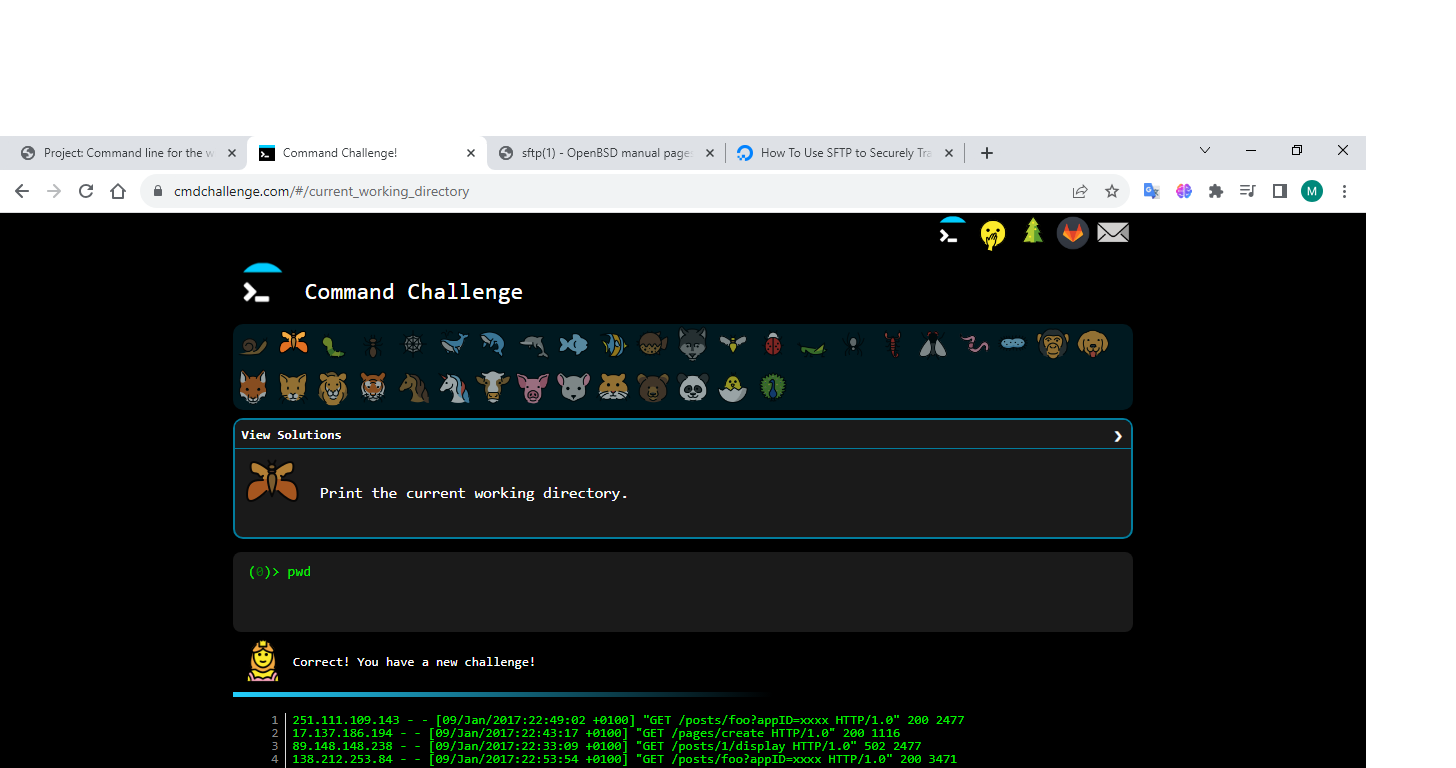 Project: Command line for the w
Command Challenge!
sftp(1) - OpenBSD manual pages
How To Use SFTP to Securely Tra
cmdchallenge.com/#/current_working_directory
M
Command Challenge
View Solutions
Print the current working directory.
(0)> pwd
Correct! You have a new challenge!
1 251.111.109.143 - - [09/Jan/2017:22:49:02 +0100] "GET /posts/foo?appID=xxxx HTTP/1.0" 200 2477
2 17.137.186.194 - - [09/Jan/2017:22:43:17 +0100] "GET /pages/create HTTP/1.0" 200 1116
3 89.148.148.238 - - [09/Jan/2017:22:33:09 +0100] "GET /posts/1/display HTTP/1.0" 502 2477
4 138.212.253.84 - - [09/Jan/2017:22:53:54 +0100] "GET /posts/foo?appID=xxxx HTTP/1.0" 200 3471